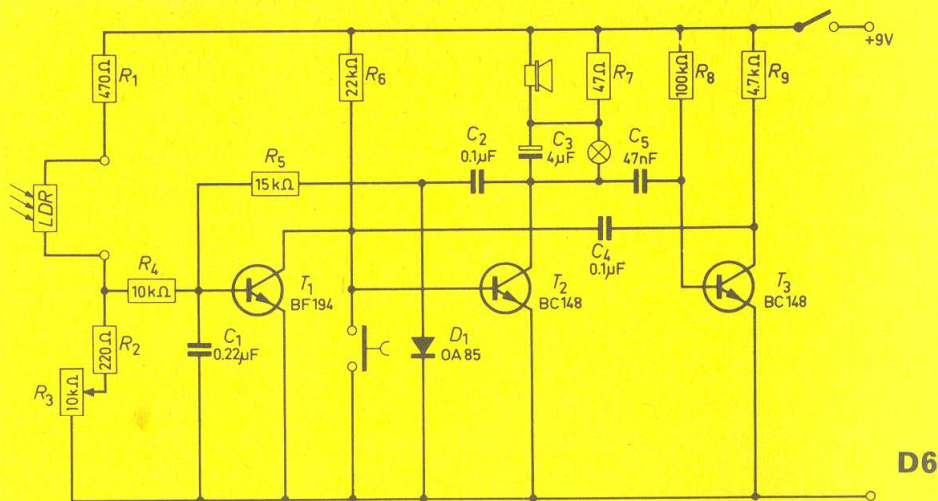 +9V
470Ω
R1
22kΩ
R6
47Ω
R7
100kΩ
R8
4.7kΩ
R9
C2
0.1µF
C3
4µF
C5
47nF
R5
15kΩ
LDR
C4
0.1µF
R4
10kΩ
T1
BF194
T2
BC148
T3
BC148
C1
0.22µF
D1
OA85
220Ω
R2
R3
10kΩ
D6